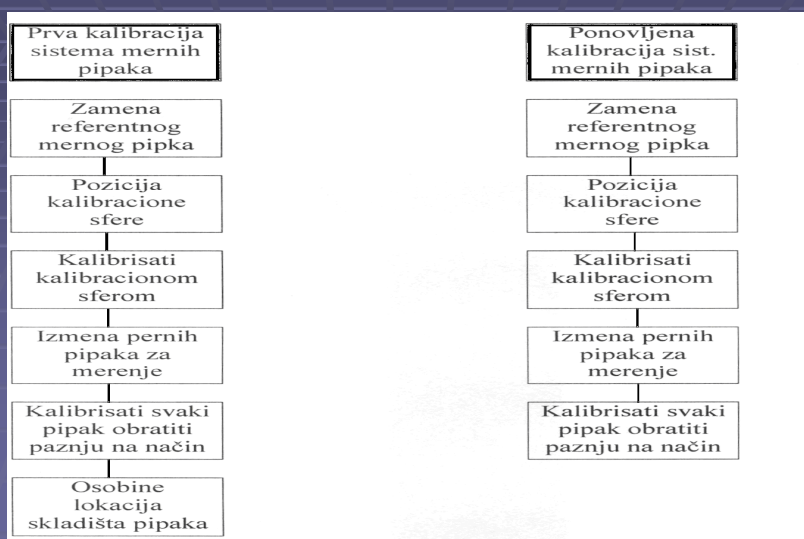 Prva kalibracija
sistema mernih
pipaka
Zamena
referentnog
mernog pipka
Pozicija
kalibracione
sfere
Kalibrisati
kalibracionom
sferom
Izmena pernih
pipaka za
merenje
Kalibrisati svaki
pipak obratiti
paznju na način
Osobine
lokacija
skladišta pipaka
Ponovljena
kalibracija sist.
mernih pipaka
Zamena
referentnog
mernog pipka
Pozicija
kalibracione
sfere
Kalibrisati
kalibracionom
sferom
Izmena pernih
pipaka za
merenje
Kalibrisati svaki
pipak obratiti
paznju na način